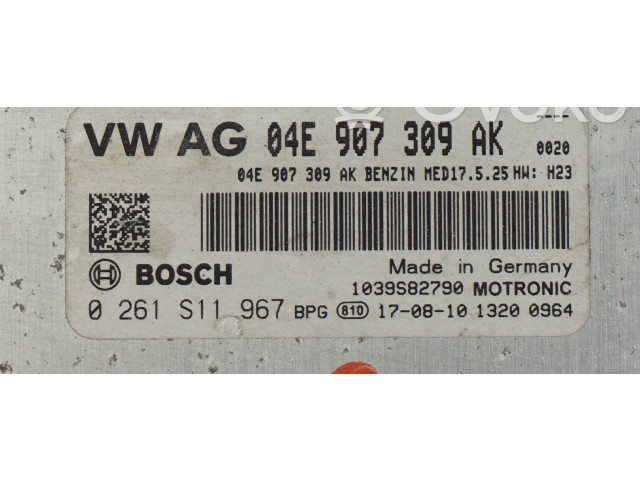 VW AG 04E 907 309 AK 0020
04E 907 309 AK BENZIN MED17.5.25 HW: H23
BOSCH
Made in Germany
1039S82790 MOTRONIC
0 261 S11 967 BPG 810 17-08-10 1320 0964